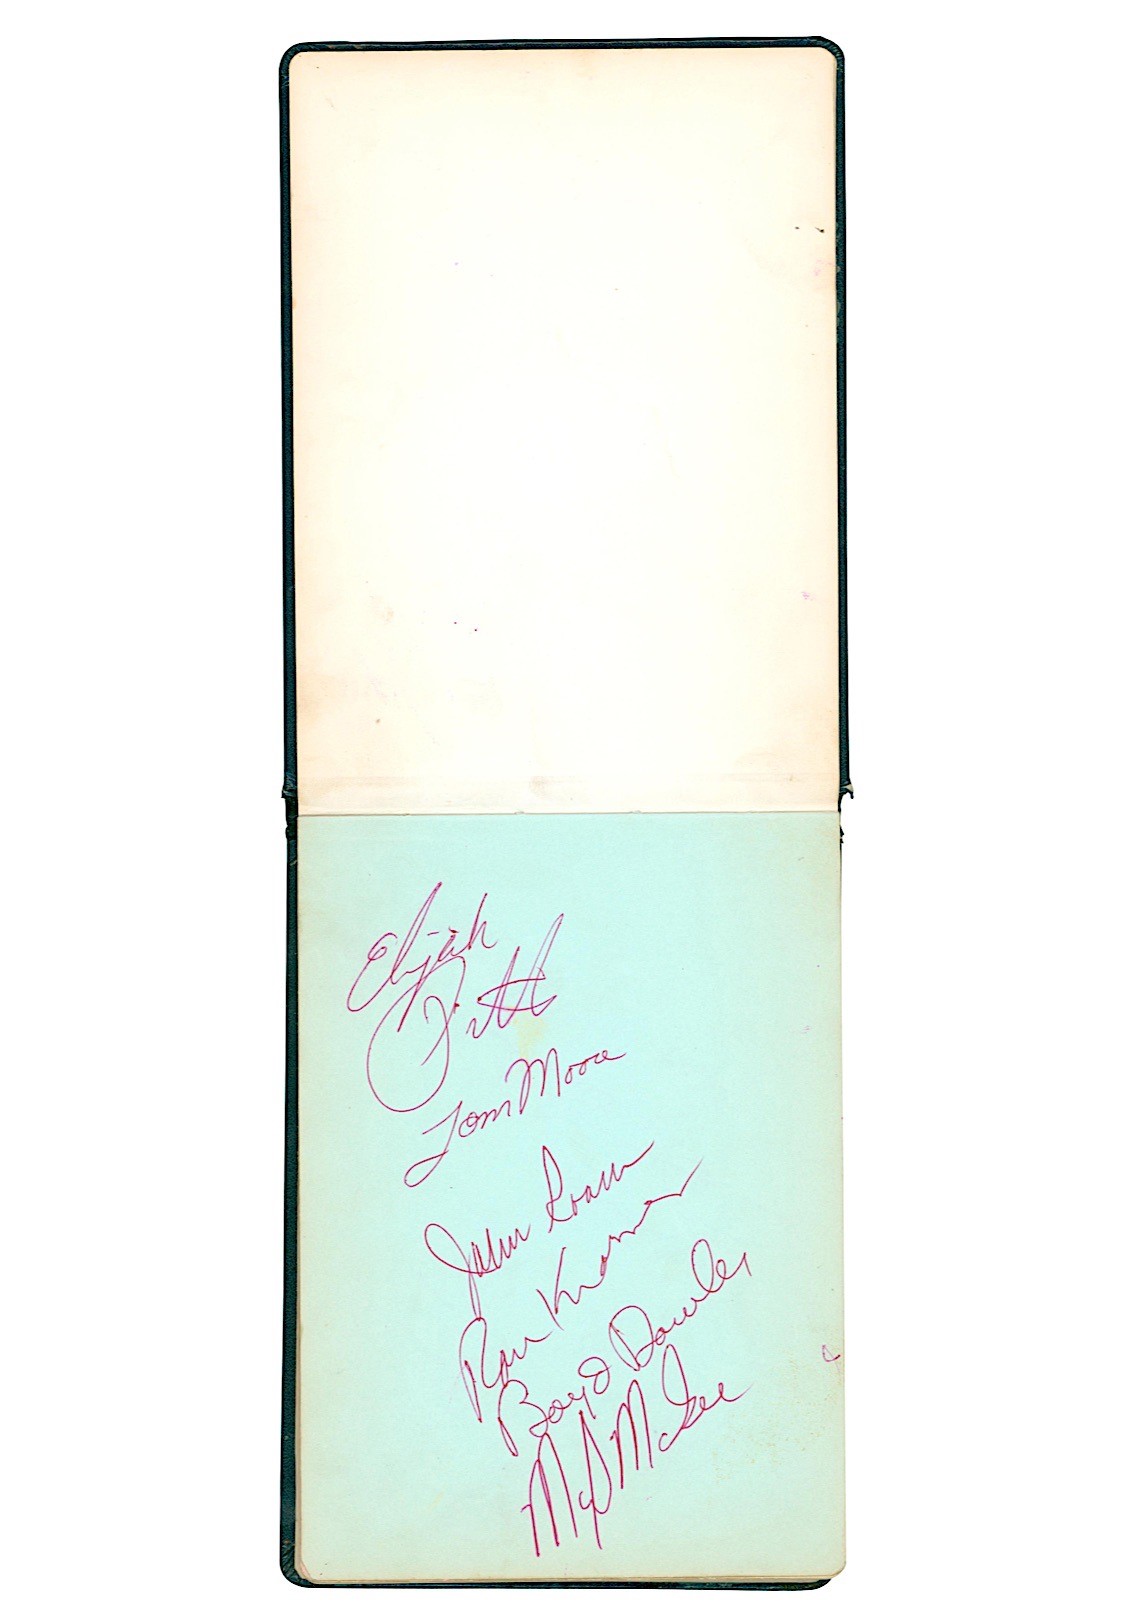 Elijah
Pitts
Tom Moore
John Roach
Ron Kramer
Boyd Dowler
Max McGee